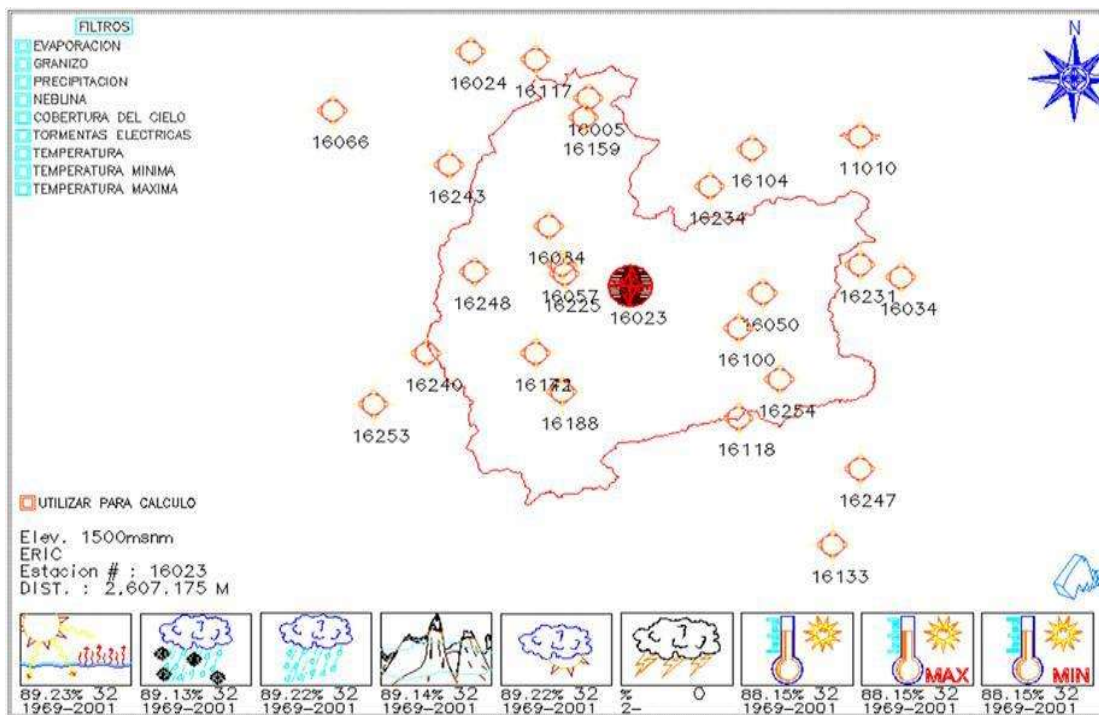 FILTROS
EVAPORACION
GRANIZO
PRECIPITACION
NEBLINA
COBERTURA DEL CIELO
TORMENTAS ELECTRICAS
TEMPERATURA
TEMPERATURA MINIMA
TEMPERATURA MAXIMA
N
16024
16117
16005
16066
16159
11010
16104
16243
16234
16084
16248
16057
16225
16023
16231
16034
16050
16100
16240
16188
16254
16253
16118
16247
16133
UTILIZAR PARA CALCULO
Elev. 1500msnm
ERIC
Estacion # : 16023
DIST. : 2,607.175 M
MAX
MIN
89.23% 32
1969-2001
89.13% 32
1969-2001
89.22% 32
1969-2001
89.14% 32
1969-2001
89.22% 32
1969-2001
% 0
2-
88.15% 32
1969-2001
88.15% 32
1969-2001
88.15% 32
1969-2001